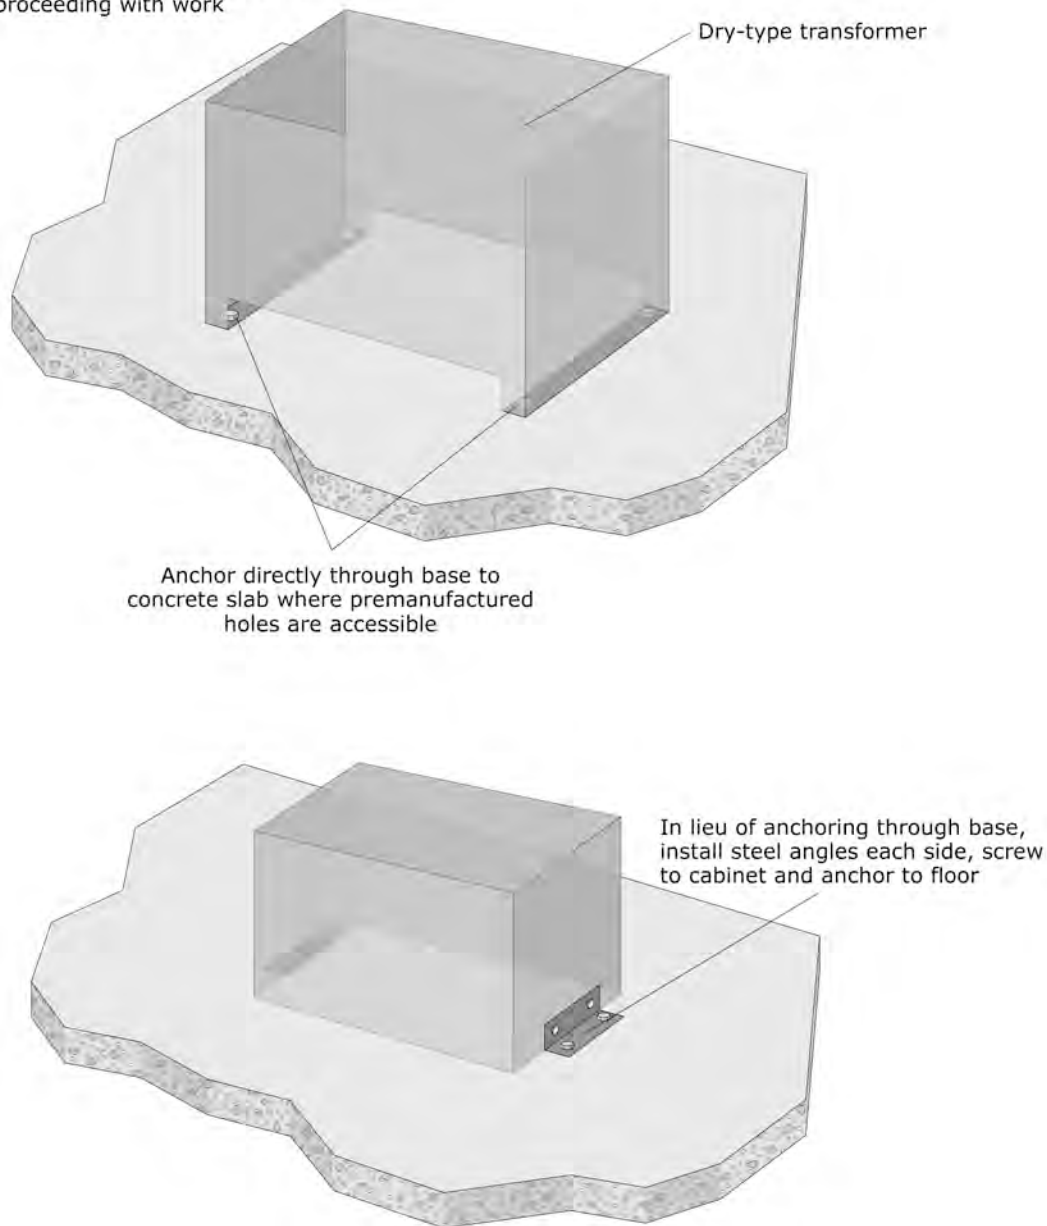 proceeding with work
Dry-type transformer
Anchor directly through base to
concrete slab where premanufactured
holes are accessible
In lieu of anchoring through base,
install steel angles each side, screw
to cabinet and anchor to floor